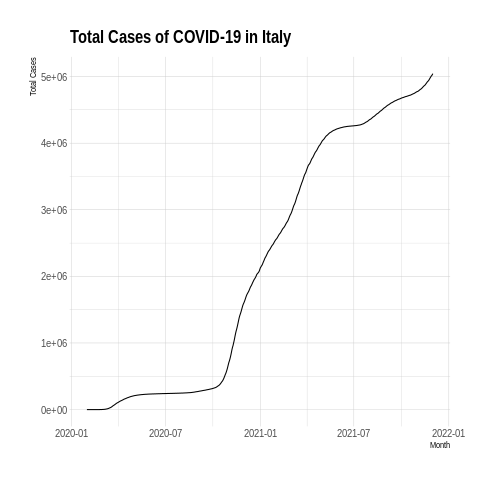 Total Cases of COVID-19 in Italy
Total Cases
5e+06
4e+06
3e+06
2e+06
1e+06
0e+00
2020-01 2020-07 2021-01 2021-07 2022-01
Month